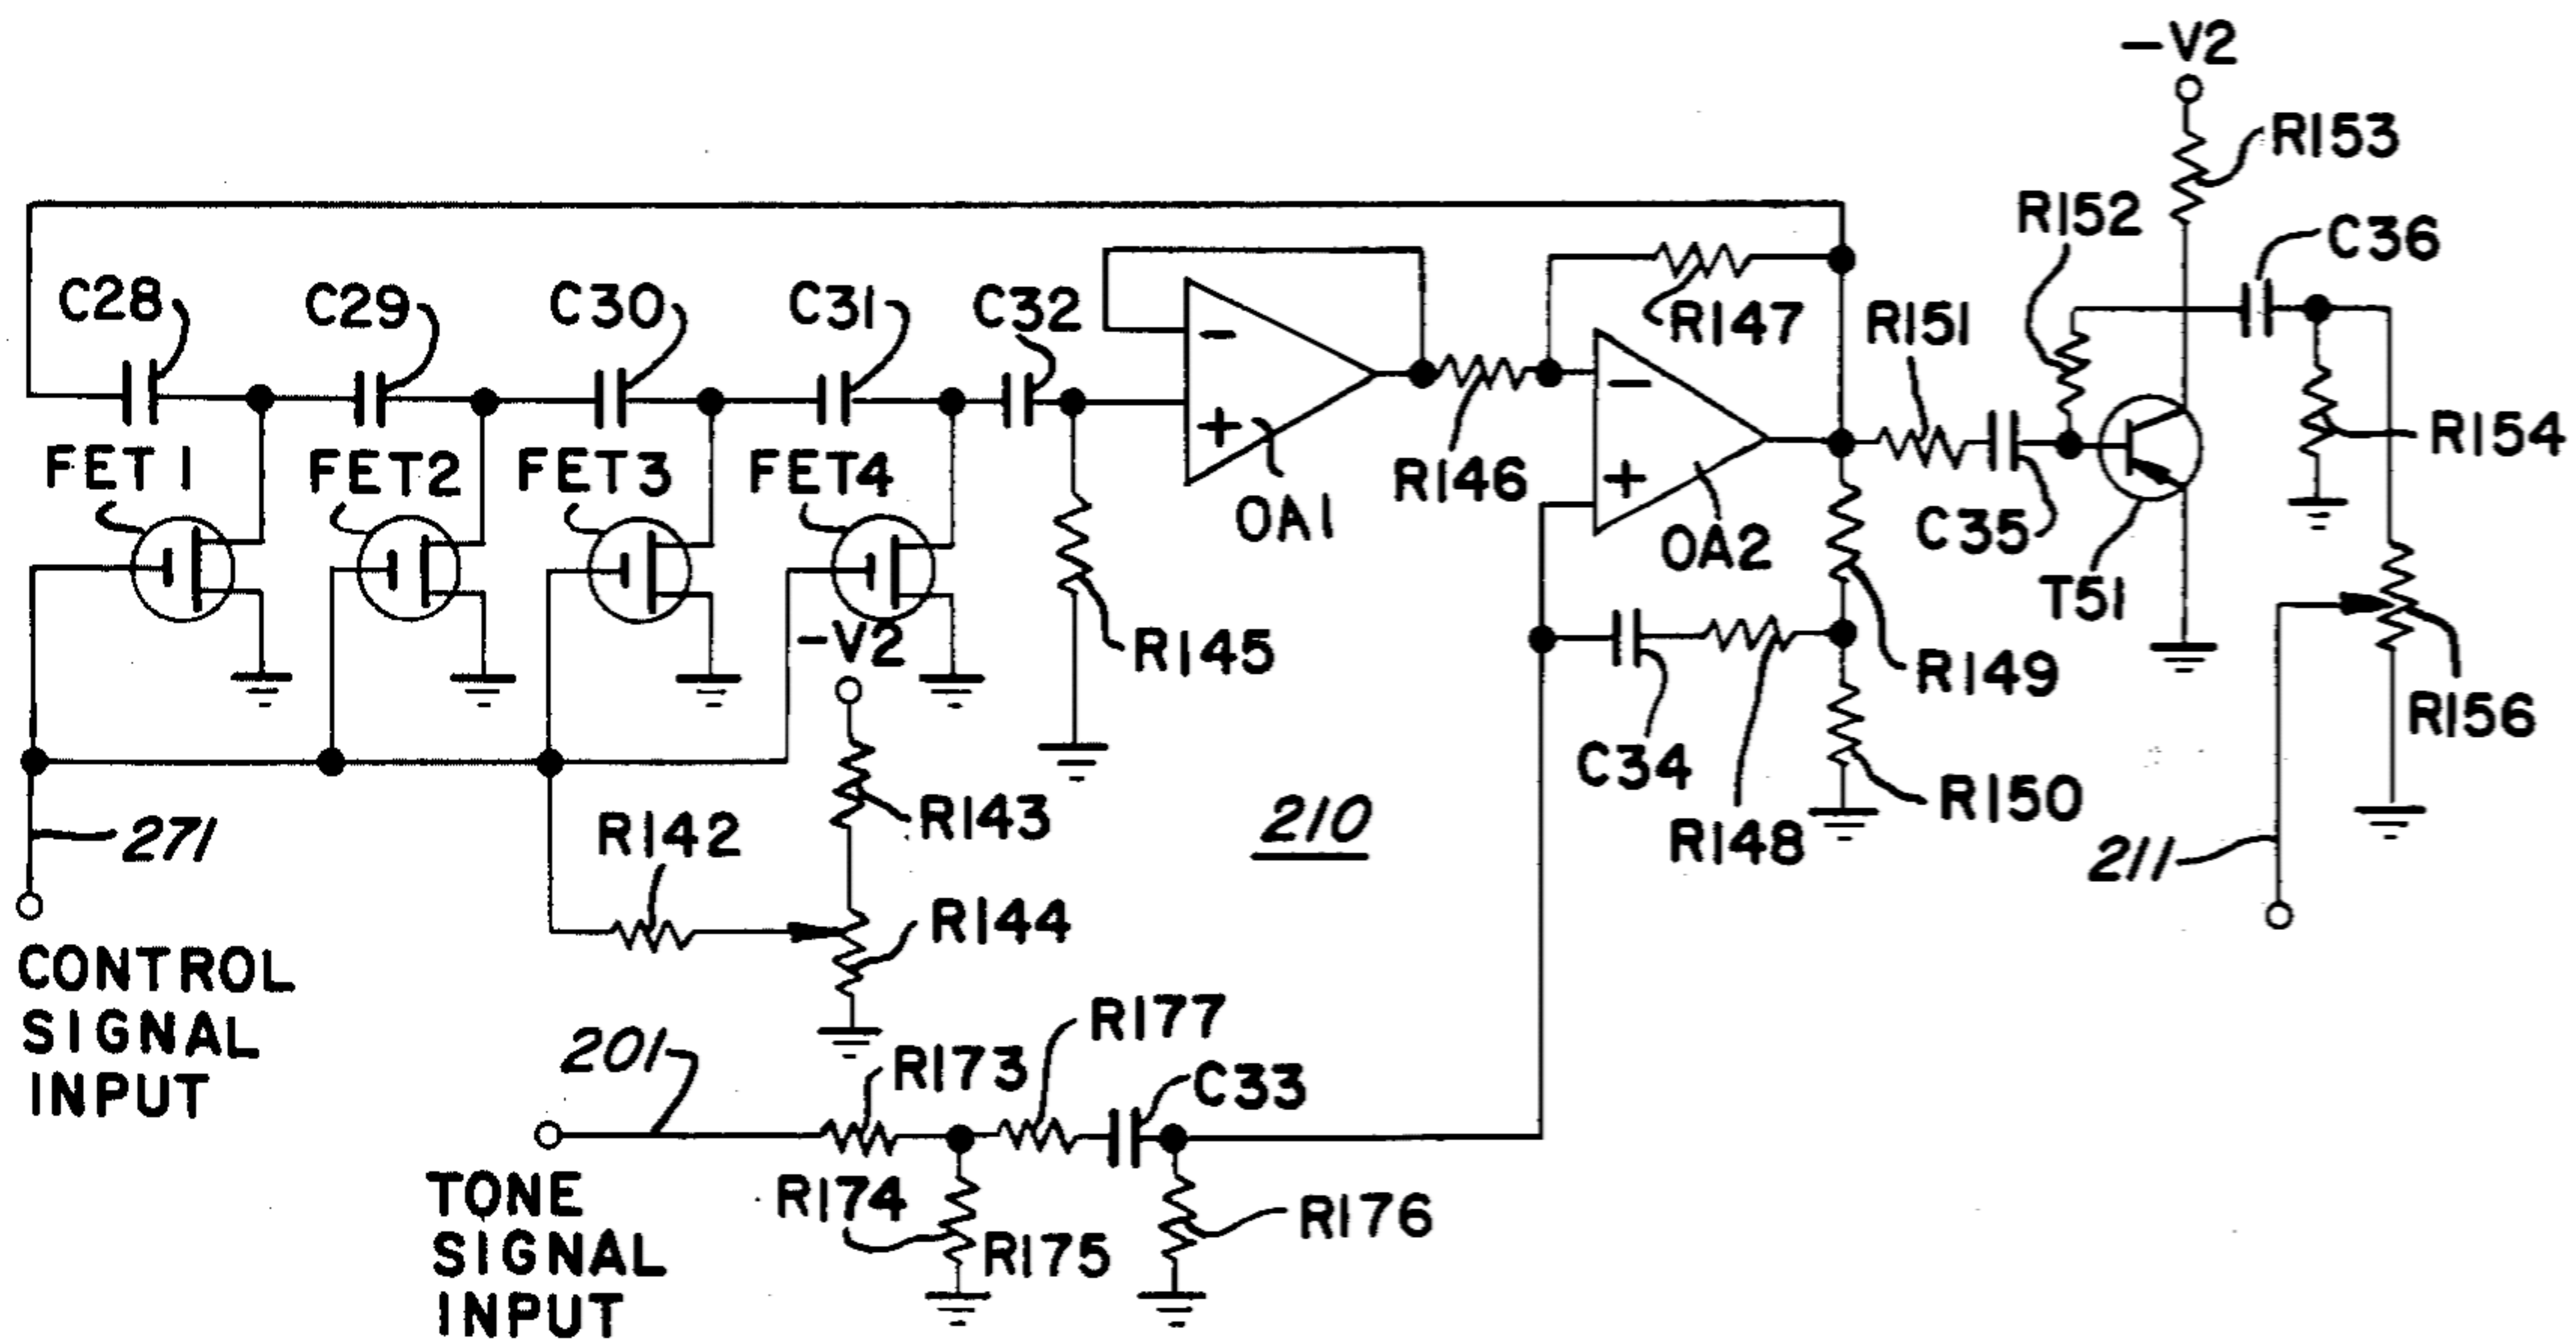 -V2
R153
R152
C36
C28
C29
C30
C31
C32
R147
R151
-
+
-
+
R154
FET 1
FET2
FET3
FET4
R146
OA1
OA2
C35
T51
-V2
R145
R149
R156
C34
R150
271
R142
R143
210
R148
211
R144
CONTROL
SIGNAL
INPUT
201
R177
R173
C33
TONE
SIGNAL
INPUT
R174
R175
R176